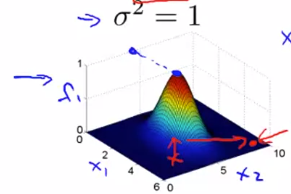 → σ² = 1
x
→ f₁
1
0
0
2
4
6
0
5
10
x₁
x₂
x